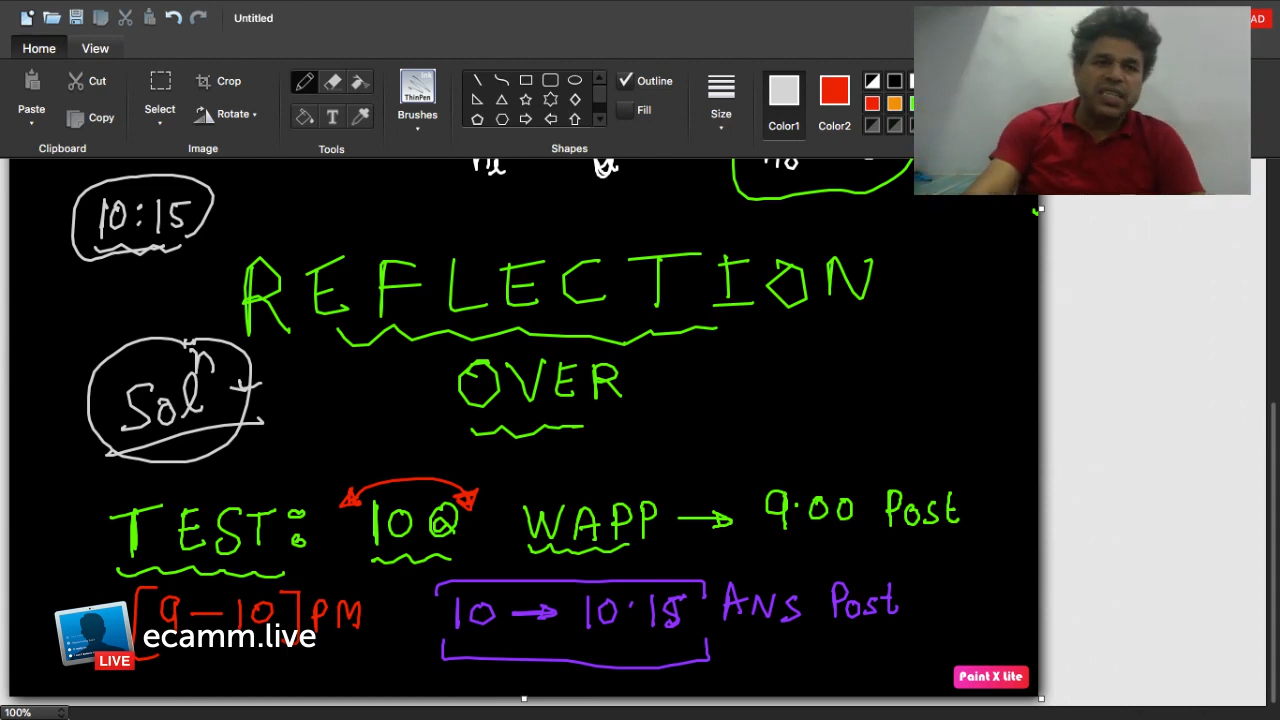 Untitled
Home View
Paste Cut Copy Select Crop Rotate Brushes ThinPen Outline Fill Size Color1 Color2
Clipboard Image Tools Shapes
10:15
REFLECTION
OVER
Solⁿ
TEST: 10Q WAPP → 9.00 Post
[9 — 10] PM 10 → 10.15 ANS Post
ecamm.live
LIVE
Paint X Lite
100%